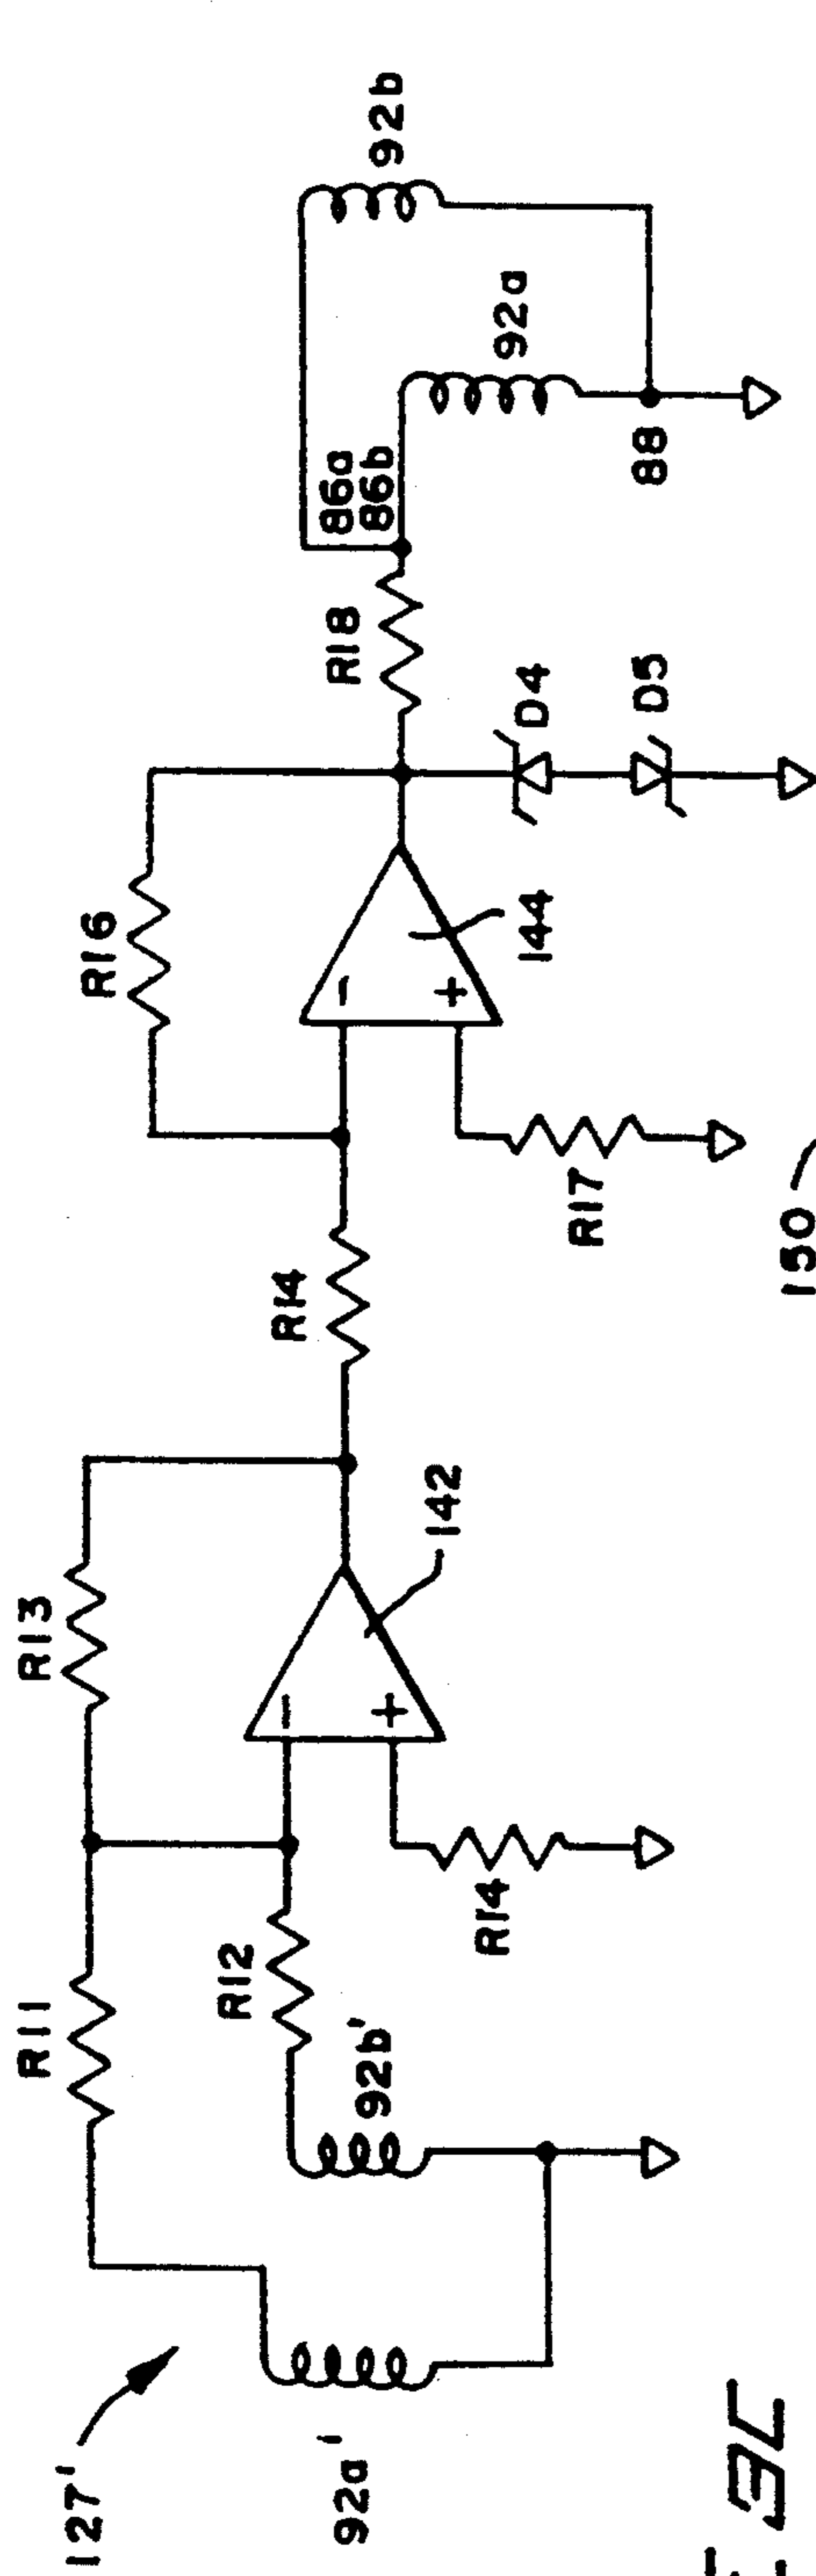 127'
92a'
R11
R12
92b'
R13
R14
−
+
142
R14
R16
R17
−
+
144
R18
D4
D5
86a
86b
92a
92b
88
150
3C